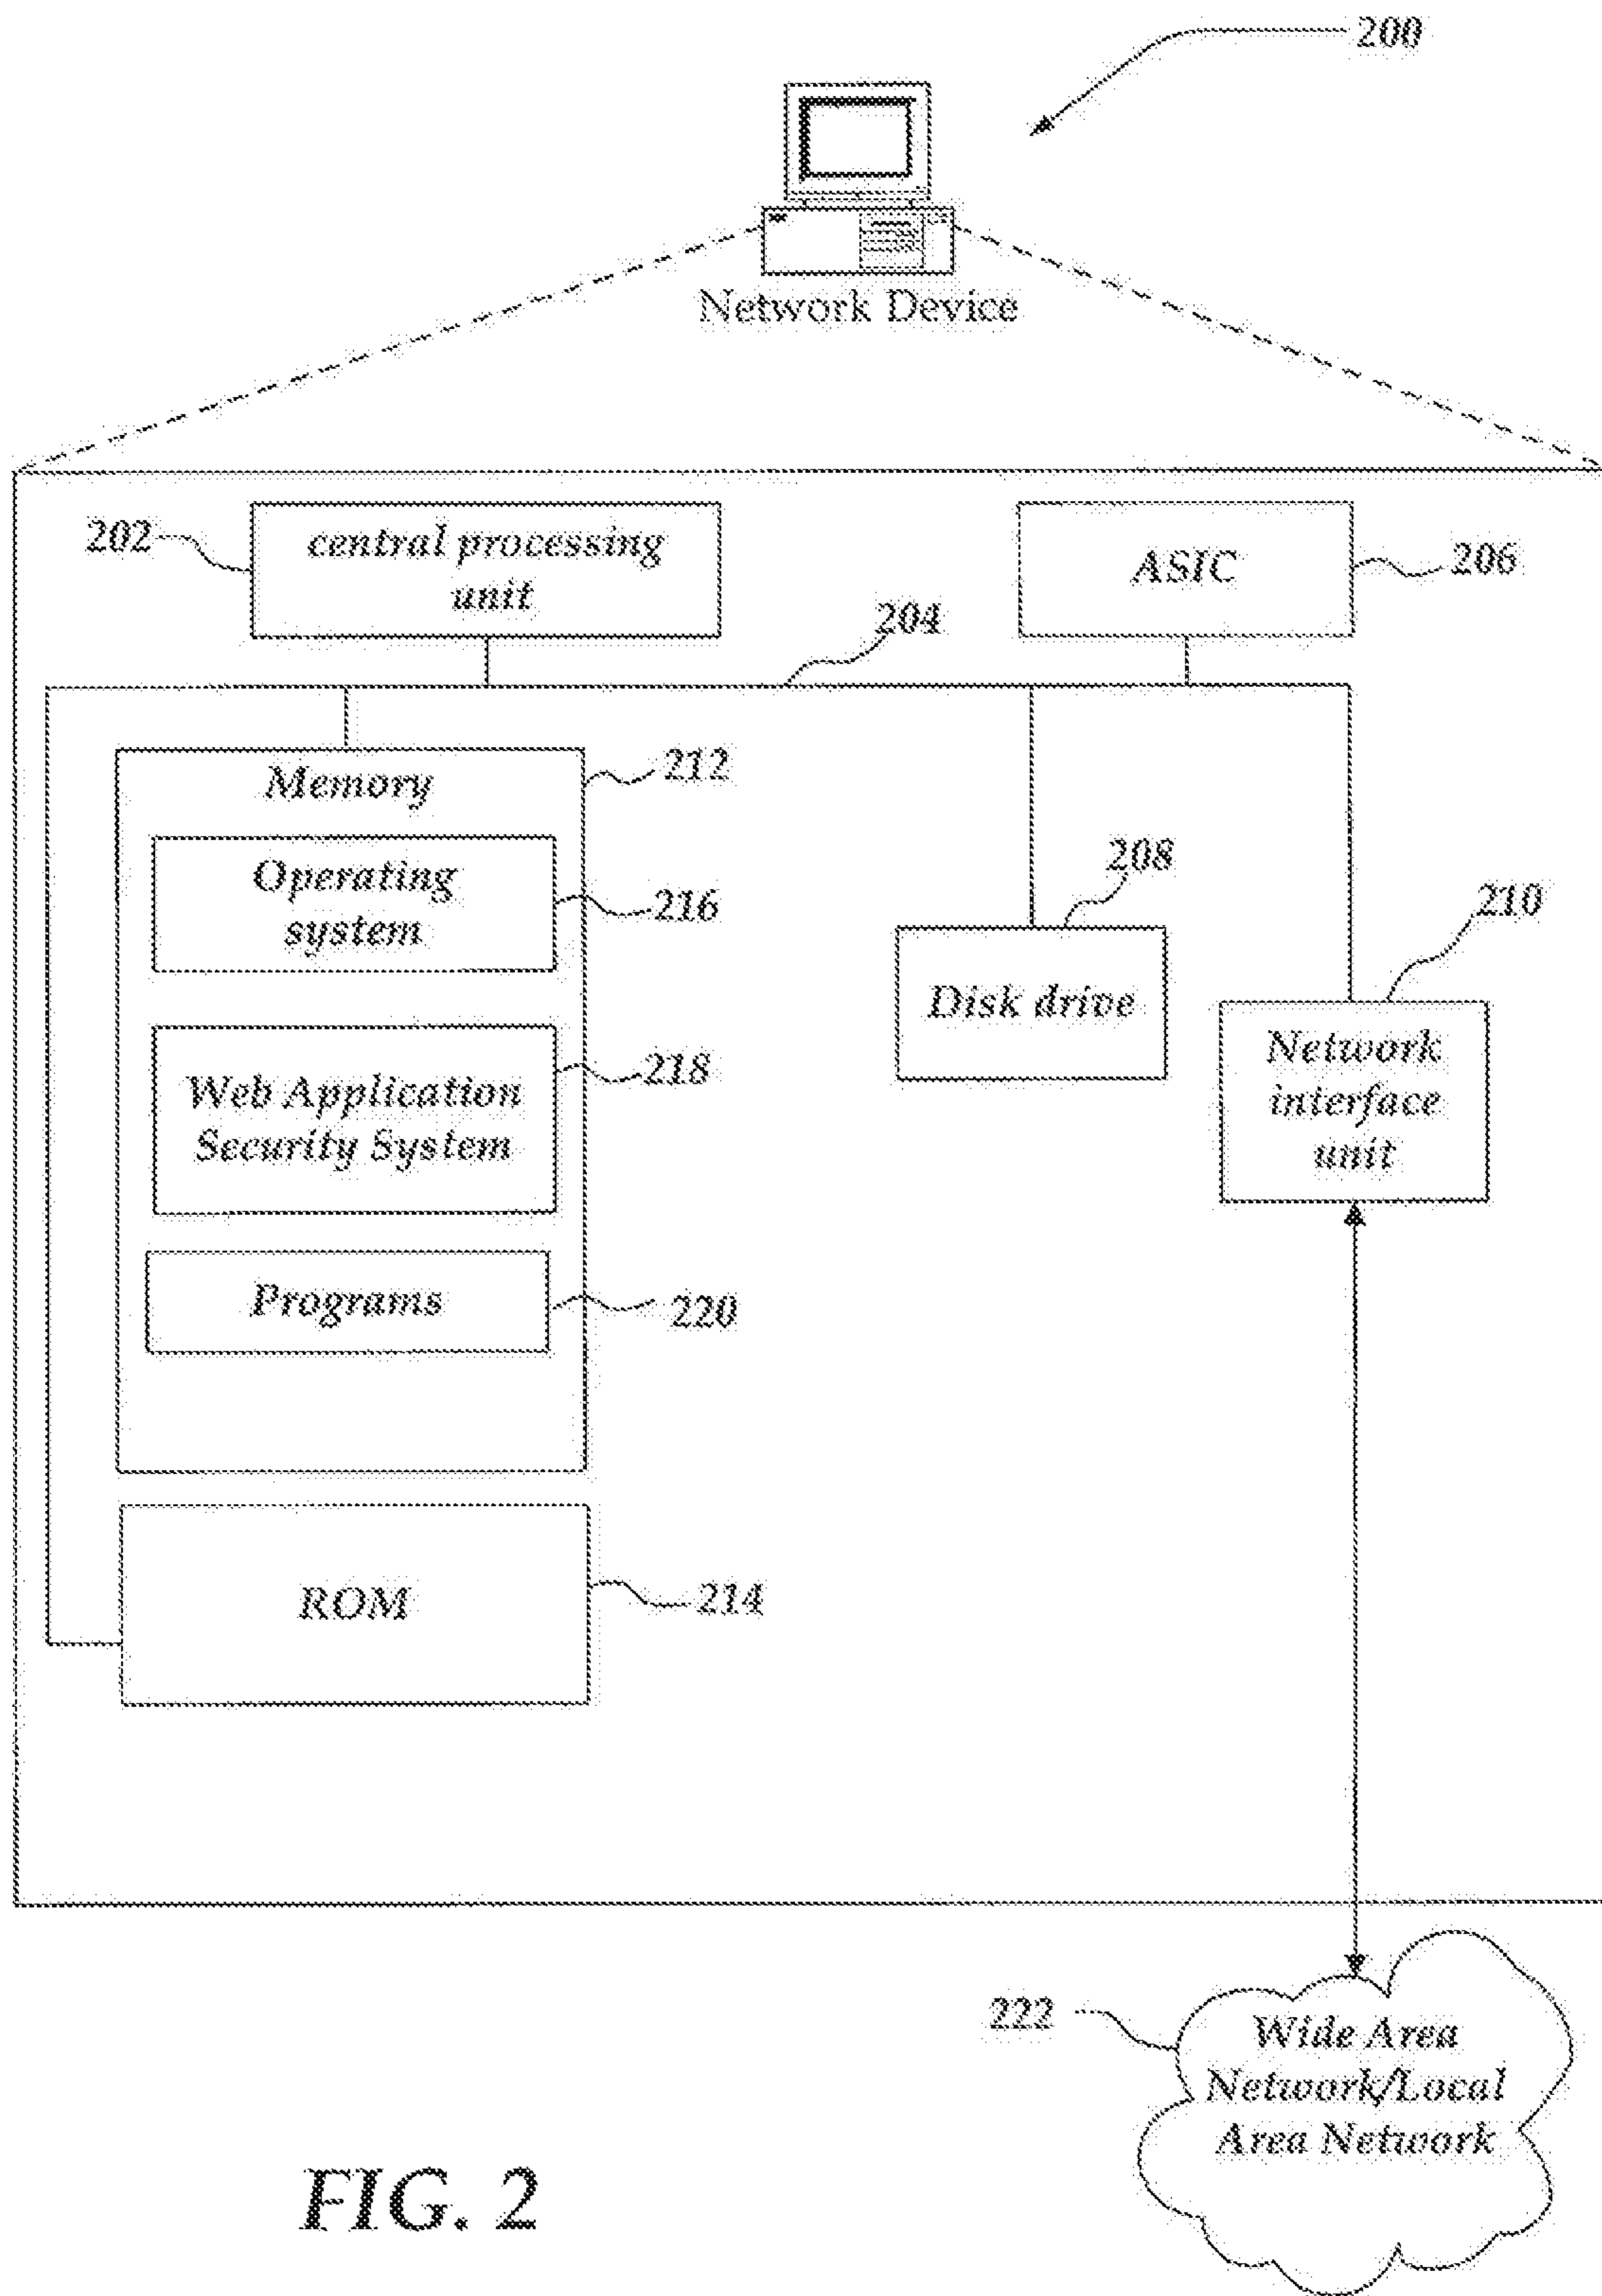 200
Network Device
202
central processing
unit
ASIC
206
204
Memory
212
Operating
system
216
208
Disk drive
210
Network
interface
unit
Web Application
Security System
218
Programs
220
ROM
214
222
Wide Area
Network/Local
Area Network
FIG. 2